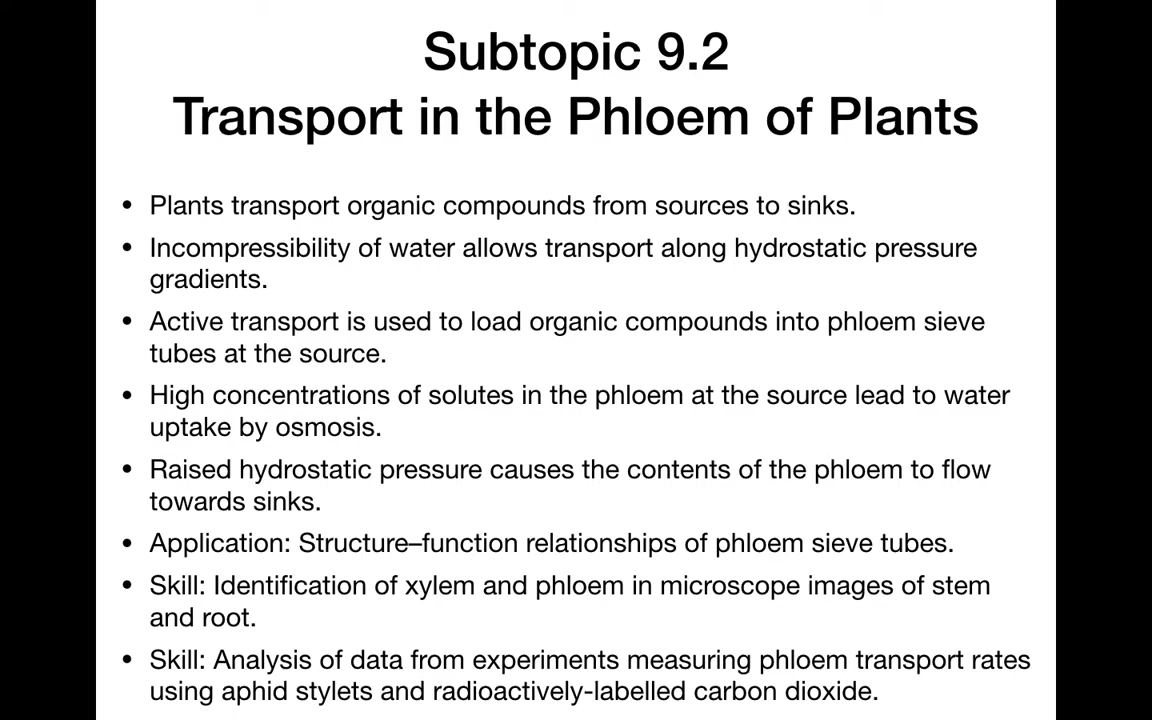 Subtopic 9.2
Transport in the Phloem of Plants
• Plants transport organic compounds from sources to sinks.
• Incompressibility of water allows transport along hydrostatic pressure
gradients.
• Active transport is used to load organic compounds into phloem sieve
tubes at the source.
• High concentrations of solutes in the phloem at the source lead to water
uptake by osmosis.
• Raised hydrostatic pressure causes the contents of the phloem to flow
towards sinks.
• Application: Structure–function relationships of phloem sieve tubes.
• Skill: Identification of xylem and phloem in microscope images of stem
and root.
• Skill: Analysis of data from experiments measuring phloem transport rates
using aphid stylets and radioactively-labelled carbon dioxide.